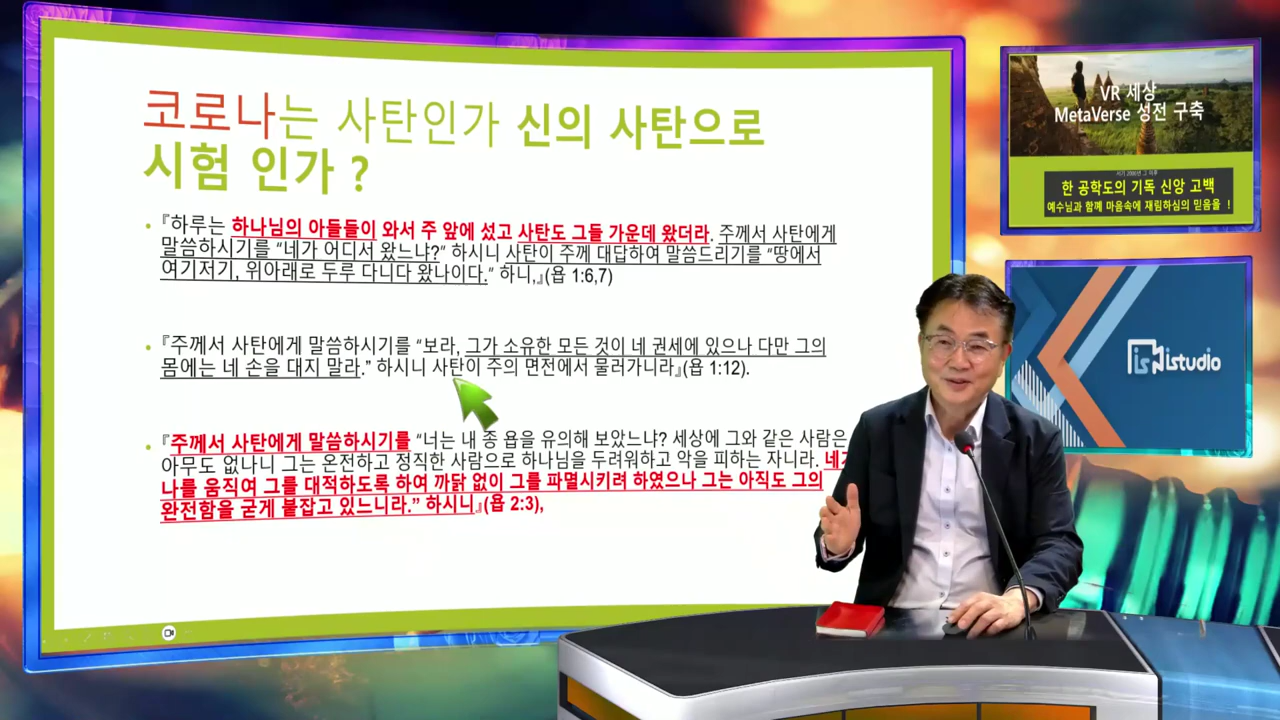 코로나는 사탄인가 신의 사탄으로
시험 인가 ?
• 『하루는 하나님의 아들들이 와서 주 앞에 섰고 사탄도 그들 가운데 왔더라. 주께서 사탄에게
말씀하시기를 “네가 어디서 왔느냐?” 하시니 사탄이 주께 대답하여 말씀드리기를 “땅에서
여기저기, 위아래로 두루 다니다 왔나이다.” 하니,』(욥 1:6,7)
• 『주께서 사탄에게 말씀하시기를 “보라, 그가 소유한 모든 것이 네 권세에 있으나 다만 그의
몸에는 네 손을 대지 말라.” 하시니 사탄이 주의 면전에서 물러가니라』(욥 1:12).
• 『주께서 사탄에게 말씀하시기를 “너는 내 종 욥을 유의해 보았느냐? 세상에 그와 같은 사람은
아무도 없나니 그는 온전하고 정직한 사람으로 하나님을 두려워하고 악을 피하는 자니라. 네가
나를 움직여 그를 대적하도록 하여 까닭 없이 그를 파멸시키려 하였으나 그는 아직도 그의
완전함을 굳게 붙잡고 있느니라.” 하시니』(욥 2:3),
VR 세상
MetaVerse 성전 구축
한 공학도의 기독 신앙 고백
예수님과 함께 마음속에 재림하심의 믿음을 !
is istudio